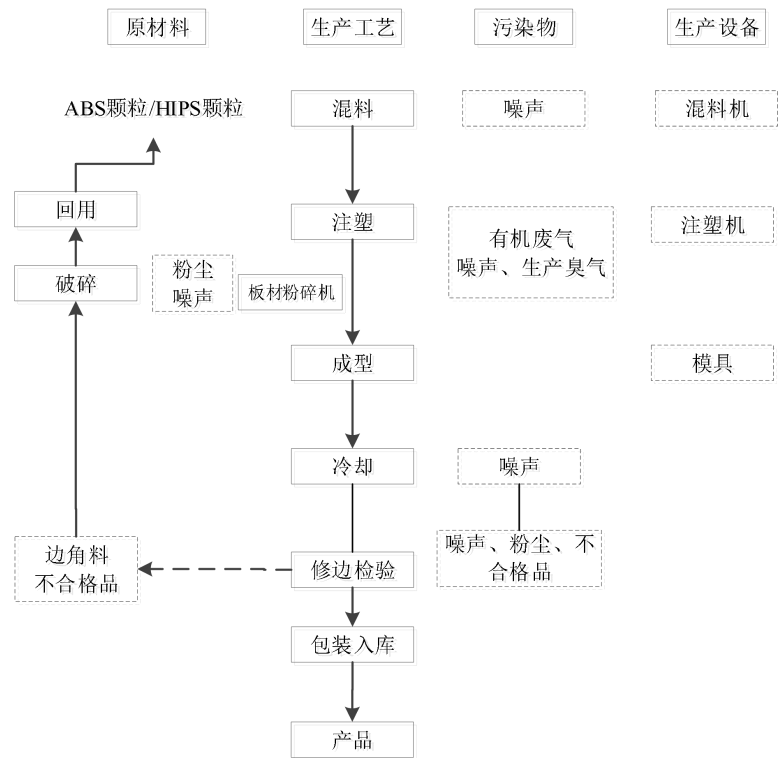 原材料
生产工艺
污染物
生产设备
ABS颗粒/HIPS颗粒
混料
噪声
混料机
回用
注塑
有机废气
噪声、生产臭气
注塑机
破碎
粉尘
噪声
板材粉碎机
成型
模具
冷却
噪声
边角料
不合格品
修边检验
噪声、粉尘、不
合格品
包装入库
产品